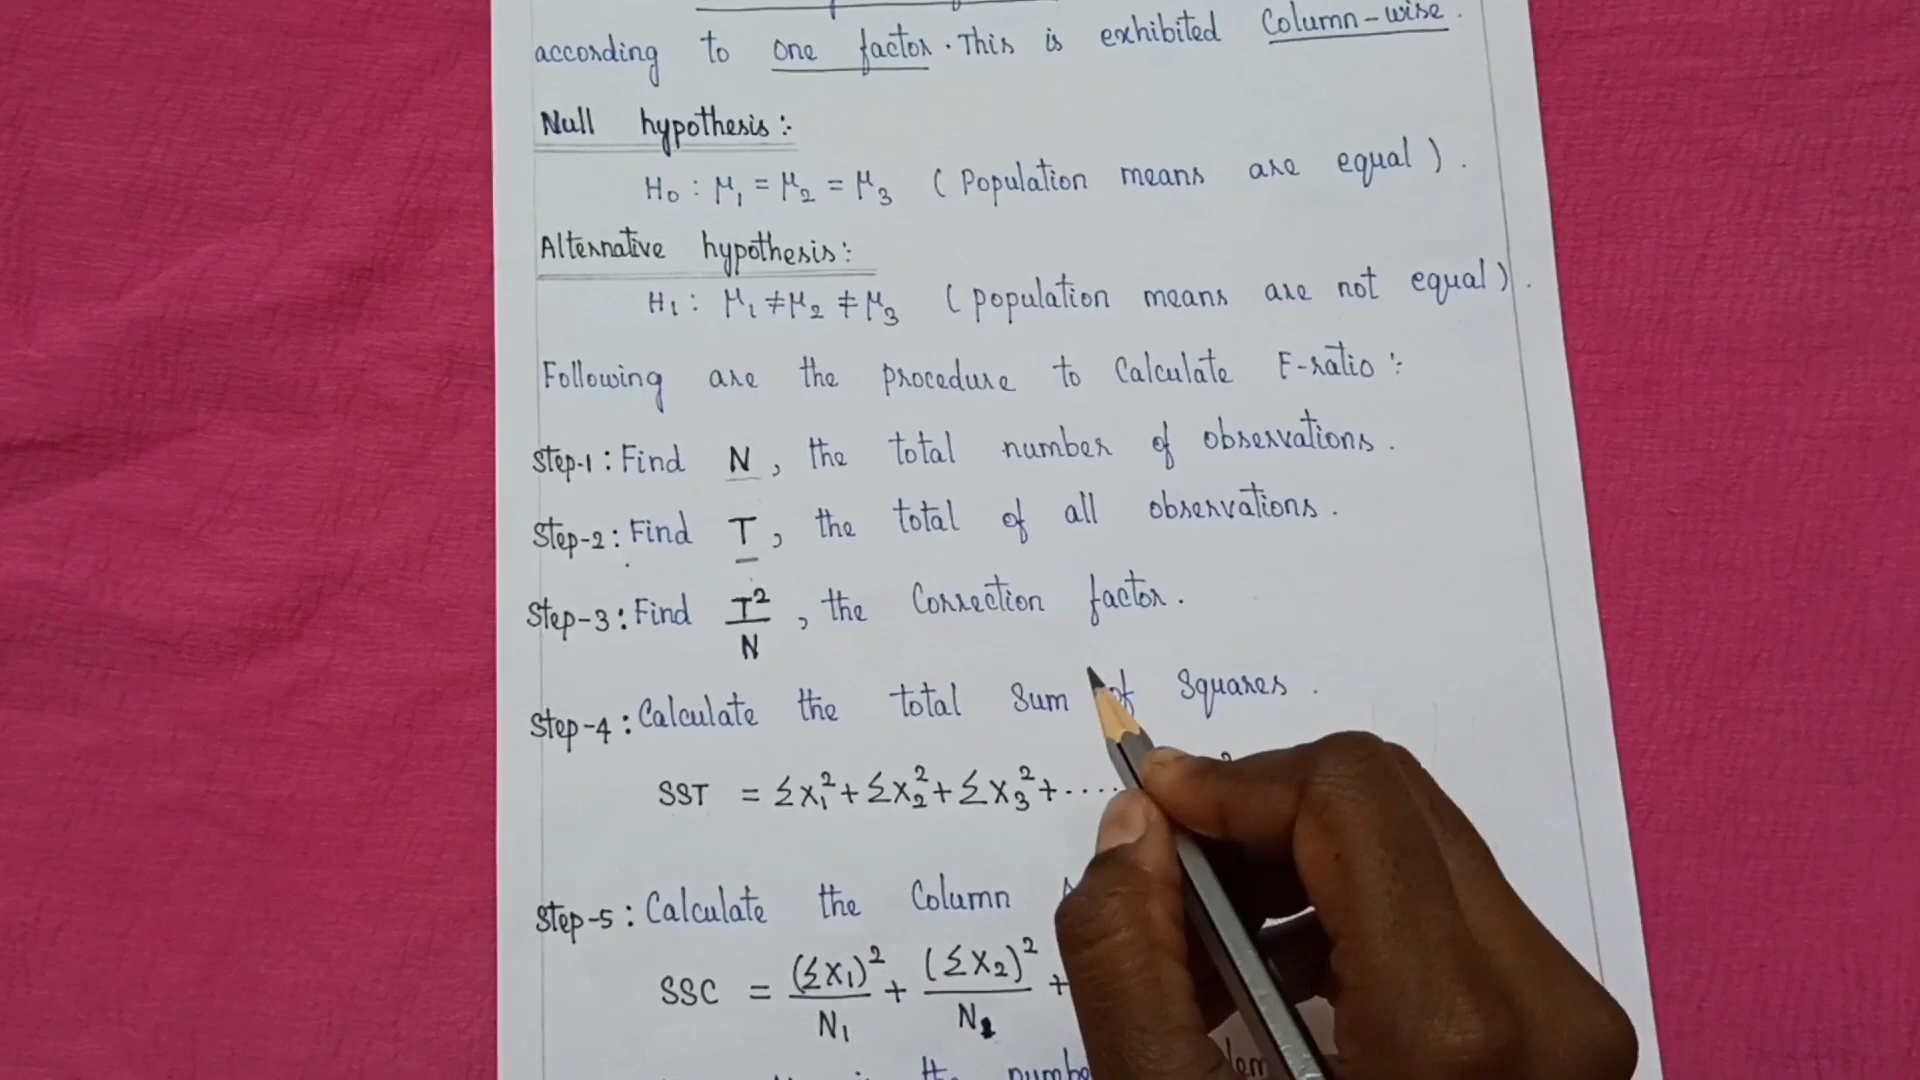 according to one factor. This is exhibited Column-wise.
Null hypothesis:-
H₀ : μ₁ = μ₂ = μ₃ (Population means are equal).
Alternative hypothesis:-
H₁ : μ₁ ≠ μ₂ ≠ μ₃ (population means are not equal).
Following are the procedure to Calculate F-ratio :-
Step-1 : Find N, the total number of observations.
Step-2 : Find T, the total of all observations.
Step-3 : Find T²/N, the Correction factor.
Step-4 : Calculate the total Sum of Squares.
SST = Σx₁² + Σx₂² + Σx₃² + ....
Step-5 : Calculate the Column
SSC = (Σx₁)²/N₁ + (Σx₂)²/N₂ +
the